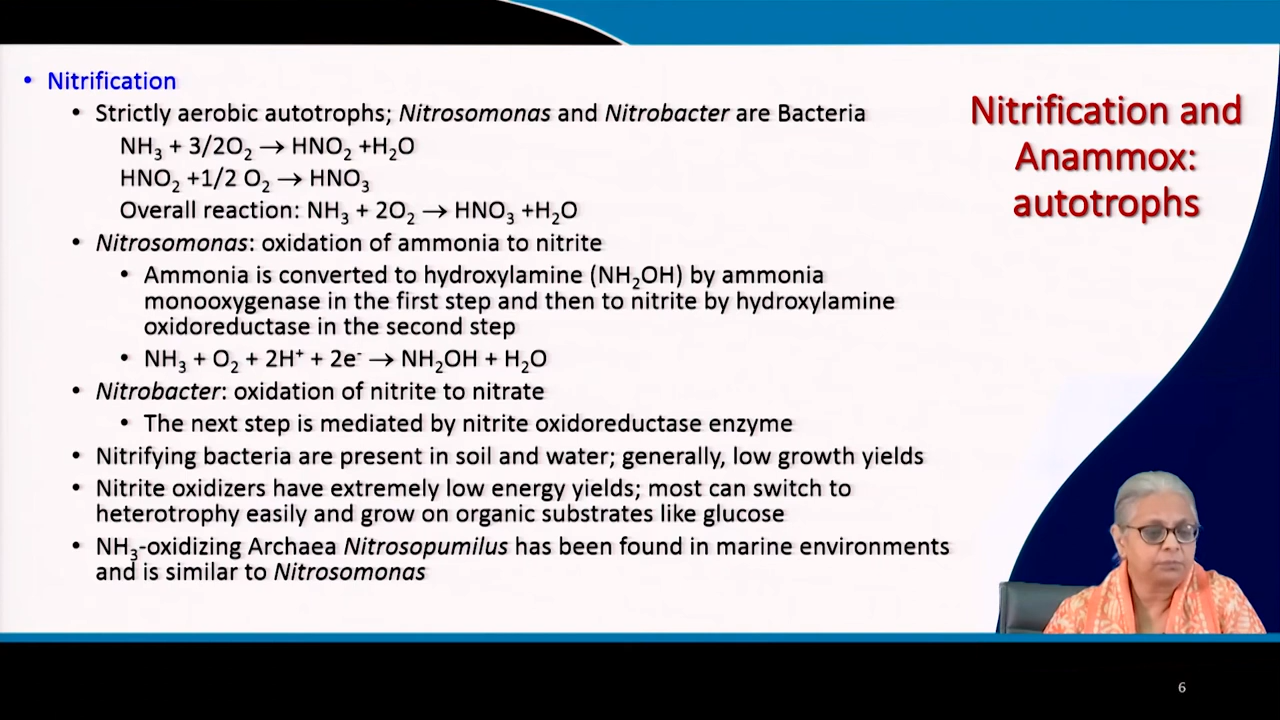 • Nitrification
• Strictly aerobic autotrophs; Nitrosomonas and Nitrobacter are Bacteria
NH₃ + 3/2O₂ → HNO₂ +H₂O
HNO₂ +1/2 O₂ → HNO₃
Overall reaction: NH₃ + 2O₂ → HNO₃ +H₂O
• Nitrosomonas: oxidation of ammonia to nitrite
• Ammonia is converted to hydroxylamine (NH₂OH) by ammonia
monooxygenase in the first step and then to nitrite by hydroxylamine
oxidoreductase in the second step
• NH₃ + O₂ + 2H⁺ + 2e⁻ → NH₂OH + H₂O
• Nitrobacter: oxidation of nitrite to nitrate
• The next step is mediated by nitrite oxidoreductase enzyme
• Nitrifying bacteria are present in soil and water; generally, low growth yields
• Nitrite oxidizers have extremely low energy yields; most can switch to
heterotrophy easily and grow on organic substrates like glucose
• NH₃-oxidizing Archaea Nitrosopumilus has been found in marine environments
and is similar to Nitrosomonas
Nitrification and
Anammox:
autotrophs
6